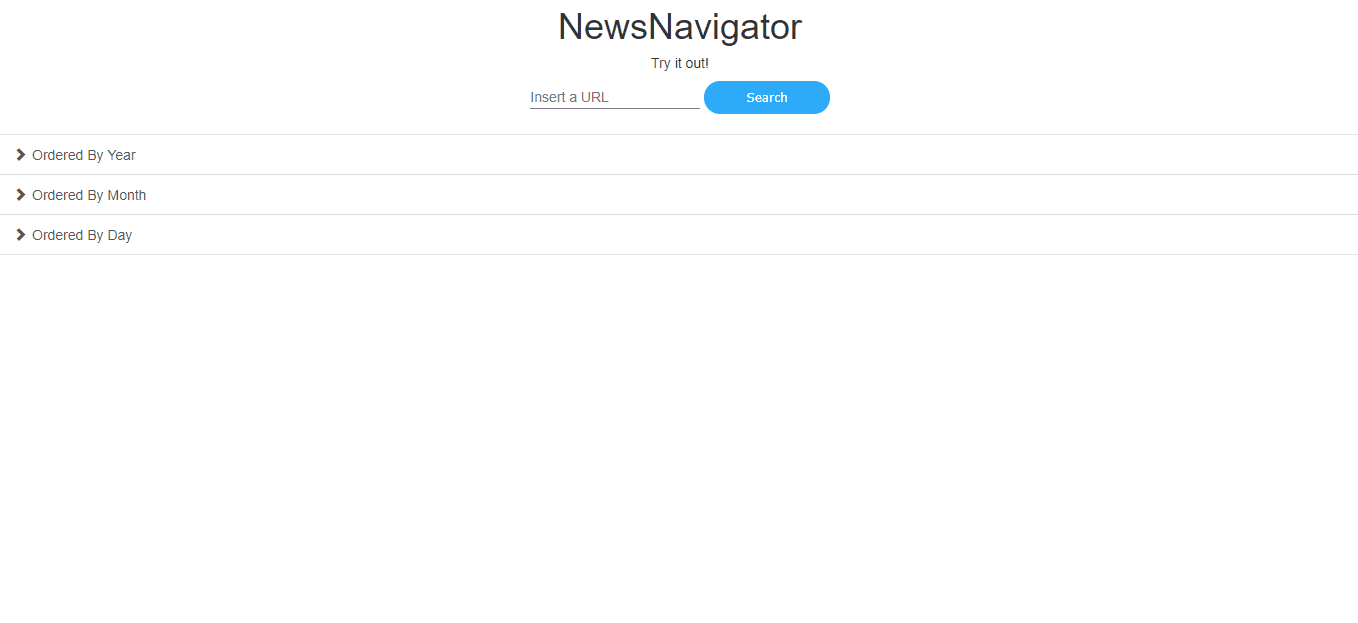 NewsNavigator
Try it out!
Insert a URL Search
Ordered By Year
Ordered By Month
Ordered By Day